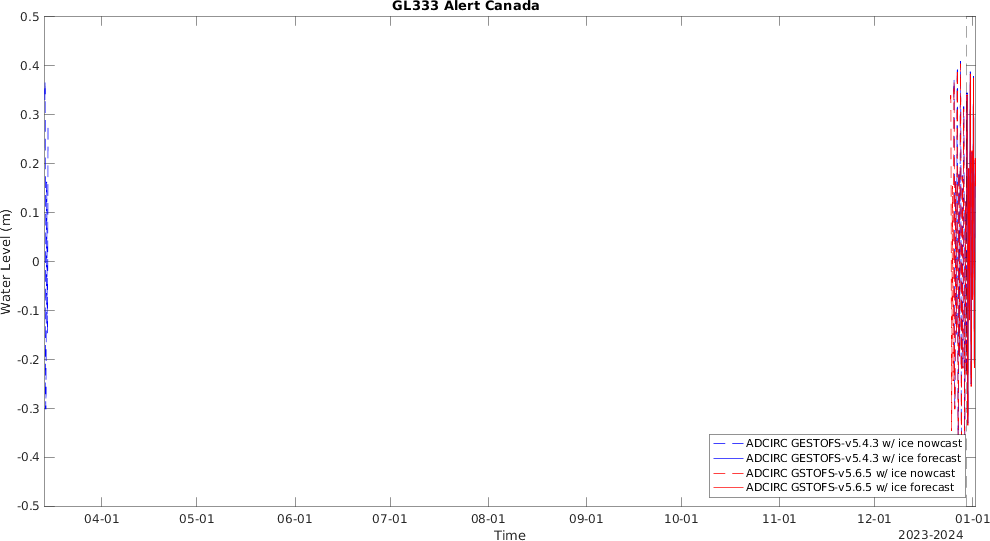 GL333 Alert Canada
0.5
0.4
0.3
0.2
0.1
0
-0.1
-0.2
-0.3
-0.4
-0.5
Water Level (m)
ADCIRC GESTOFS-v5.4.3 w/ ice nowcast
ADCIRC GESTOFS-v5.4.3 w/ ice forecast
ADCIRC GSTOFS-v5.6.5 w/ ice nowcast
ADCIRC GSTOFS-v5.6.5 w/ ice forecast
04-01 05-01 06-01 07-01 08-01 09-01 10-01 11-01 12-01 01-01
Time
2023-2024